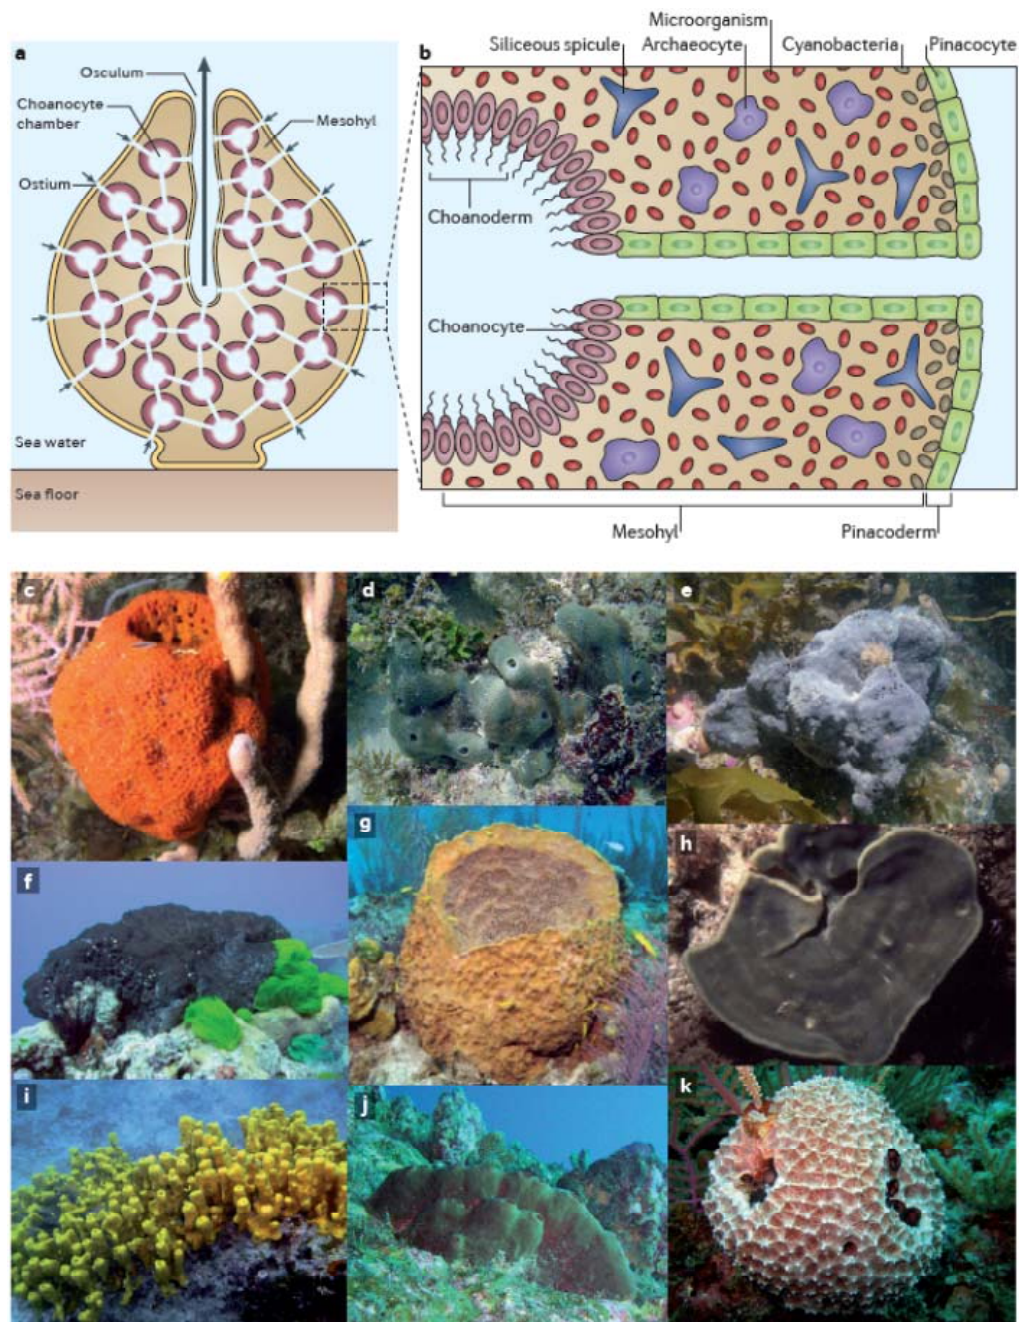 a
Osculum
Choanocyte
chamber
Mesohyl
Ostium
Sea water
Sea floor
b
Microorganism
Siliceous spicule
Archaeocyte
Cyanobacteria
Pinacocyte
Choanoderm
Choanocyte
Mesohyl
Pinacoderm
c
d
e
f
g
h
i
j
k